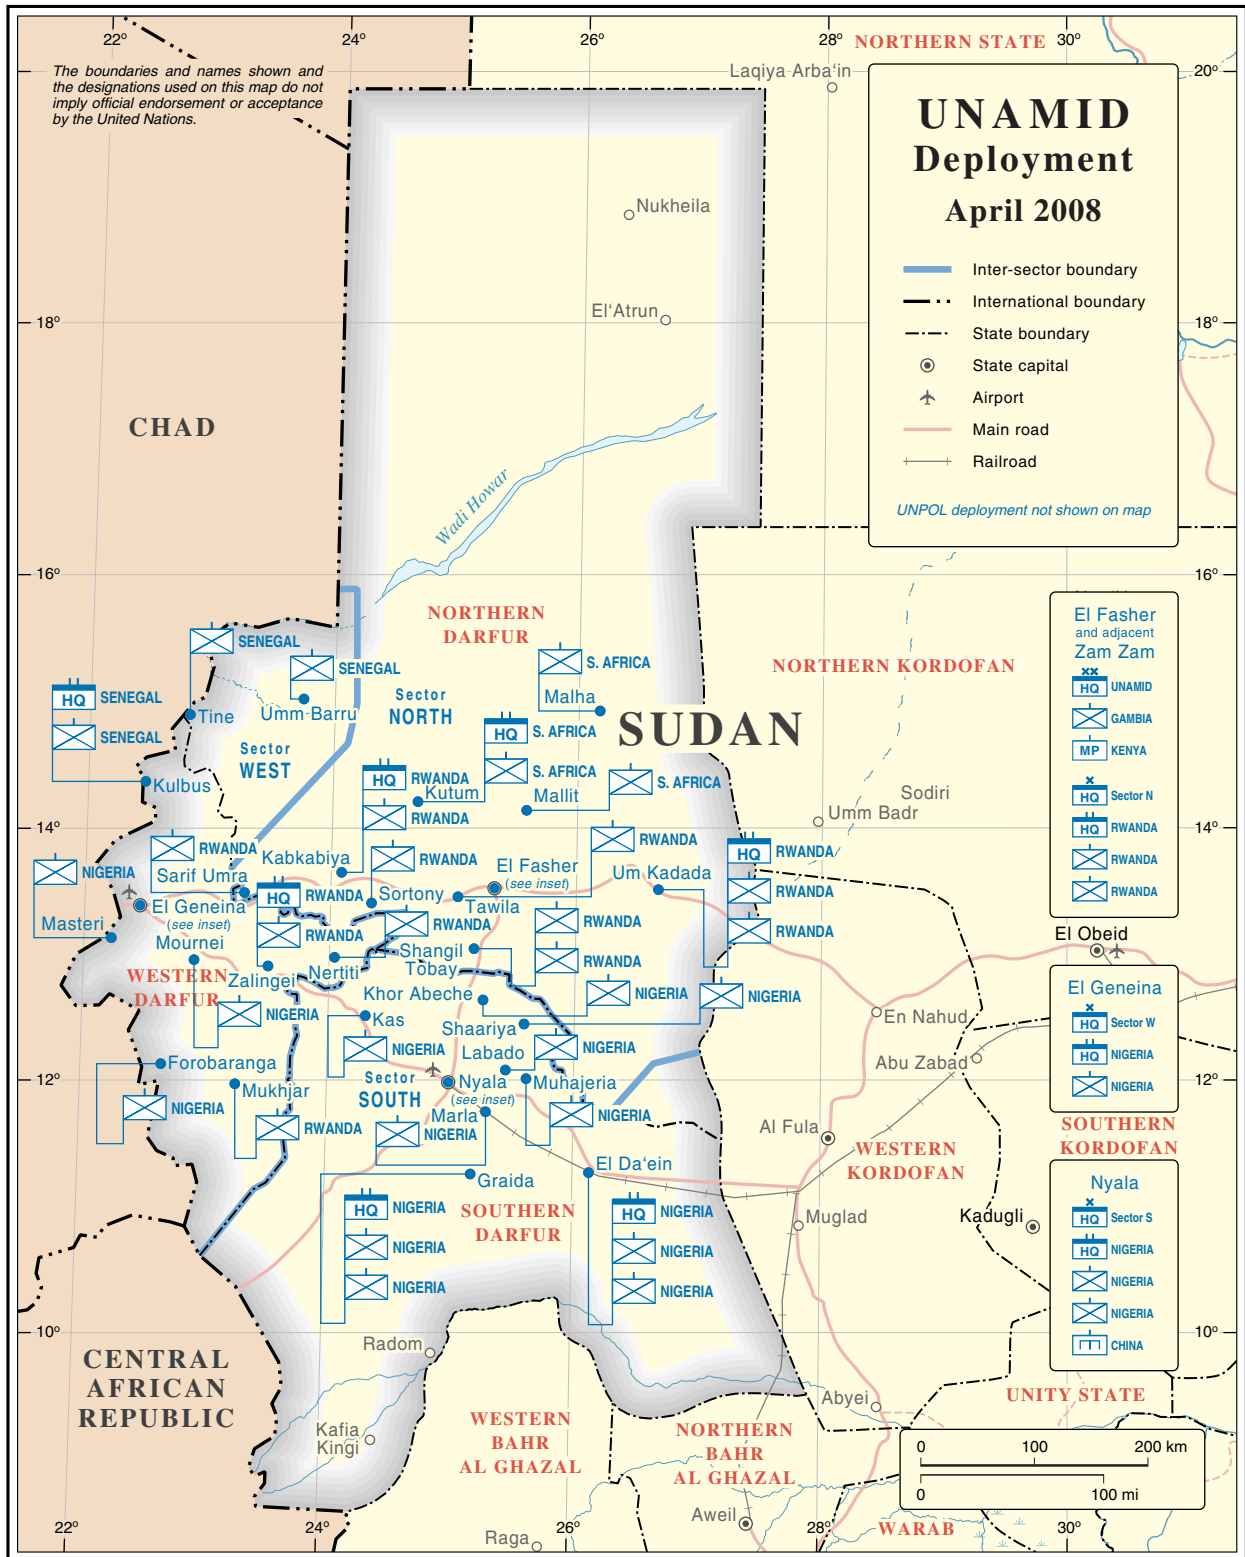 22°
24°
26°
28°
30°
NORTHERN STATE
The boundaries and names shown and
the designations used on this map do not
imply official endorsement or acceptance
by the United Nations.
20°
Laqiya Arba‘in
UNAMID
Deployment
April 2008
Inter-sector boundary
International boundary
State boundary
State capital
Airport
Main road
Railroad
UNPOL deployment not shown on map
Nukheila
El‘Atrun
18°
18°
CHAD
Wadi Howar
16°
16°
NORTHERN
DARFUR
NORTHERN KORDOFAN
SENEGAL
SENEGAL
HQ SENEGAL
SENEGAL
Tine
Umm Barru
Kulbus
Sector
NORTH
Sector
WEST
S. AFRICA
Malha
SUDAN
HQ S. AFRICA
S. AFRICA
Kutum
S. AFRICA
Mallit
HQ RWANDA
RWANDA
Kabkabiya
Sodiri
Umm Badr
14°
14°
El Fasher
and adjacent
Zam Zam
HQ UNAMID
GAMBIA
MP KENYA
HQ Sector N
HQ RWANDA
RWANDA
RWANDA
NIGERIA
RWANDA
Sarif Umra
RWANDA
Sortony
RWANDA
El Fasher
(see inset)
Tawila
Um Kadada
HQ RWANDA
RWANDA
RWANDA
El Geneina
(see inset)
Masteri
Mournei
HQ RWANDA
RWANDA
Zalingei
RWANDA
Nertiti
Shangil
Tobay
RWANDA
RWANDA
El Obeid
WESTERN
DARFUR
NIGERIA
Khor Abeche
NIGERIA
NIGERIA
Shaariya
Kas
NIGERIA
Labado
NIGERIA
En Nahud
Abu Zabad
El Geneina
HQ Sector W
HQ NIGERIA
NIGERIA
Forobaranga
NIGERIA
12°
12°
Mukhjar
RWANDA
Sector
SOUTH
Nyala
(see inset)
Muhajeria
NIGERIA
Marla
NIGERIA
Al Fula
WESTERN
KORDOFAN
SOUTHERN
KORDOFAN
Graida
El Da‘ein
SOUTHERN
DARFUR
HQ NIGERIA
NIGERIA
NIGERIA
HQ NIGERIA
NIGERIA
NIGERIA
Muglad
Kadugli
Nyala
HQ Sector S
HQ NIGERIA
NIGERIA
NIGERIA
CHINA
10°
10°
Radom
CENTRAL
AFRICAN
REPUBLIC
Kafia
Kingi
WESTERN
BAHR
AL GHAZAL
NORTHERN
BAHR
AL GHAZAL
Abyei
UNITY STATE
0 100 200 km
0 100 mi
Aweil
WARAB
Raga
22°
24°
26°
28°
30°